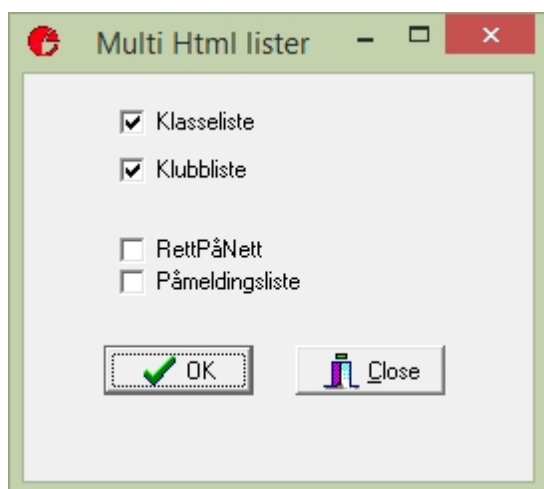 Multi Html lister
Klasseliste
Klubbliste
RettPåNett
Påmeldingsliste
OK
Close